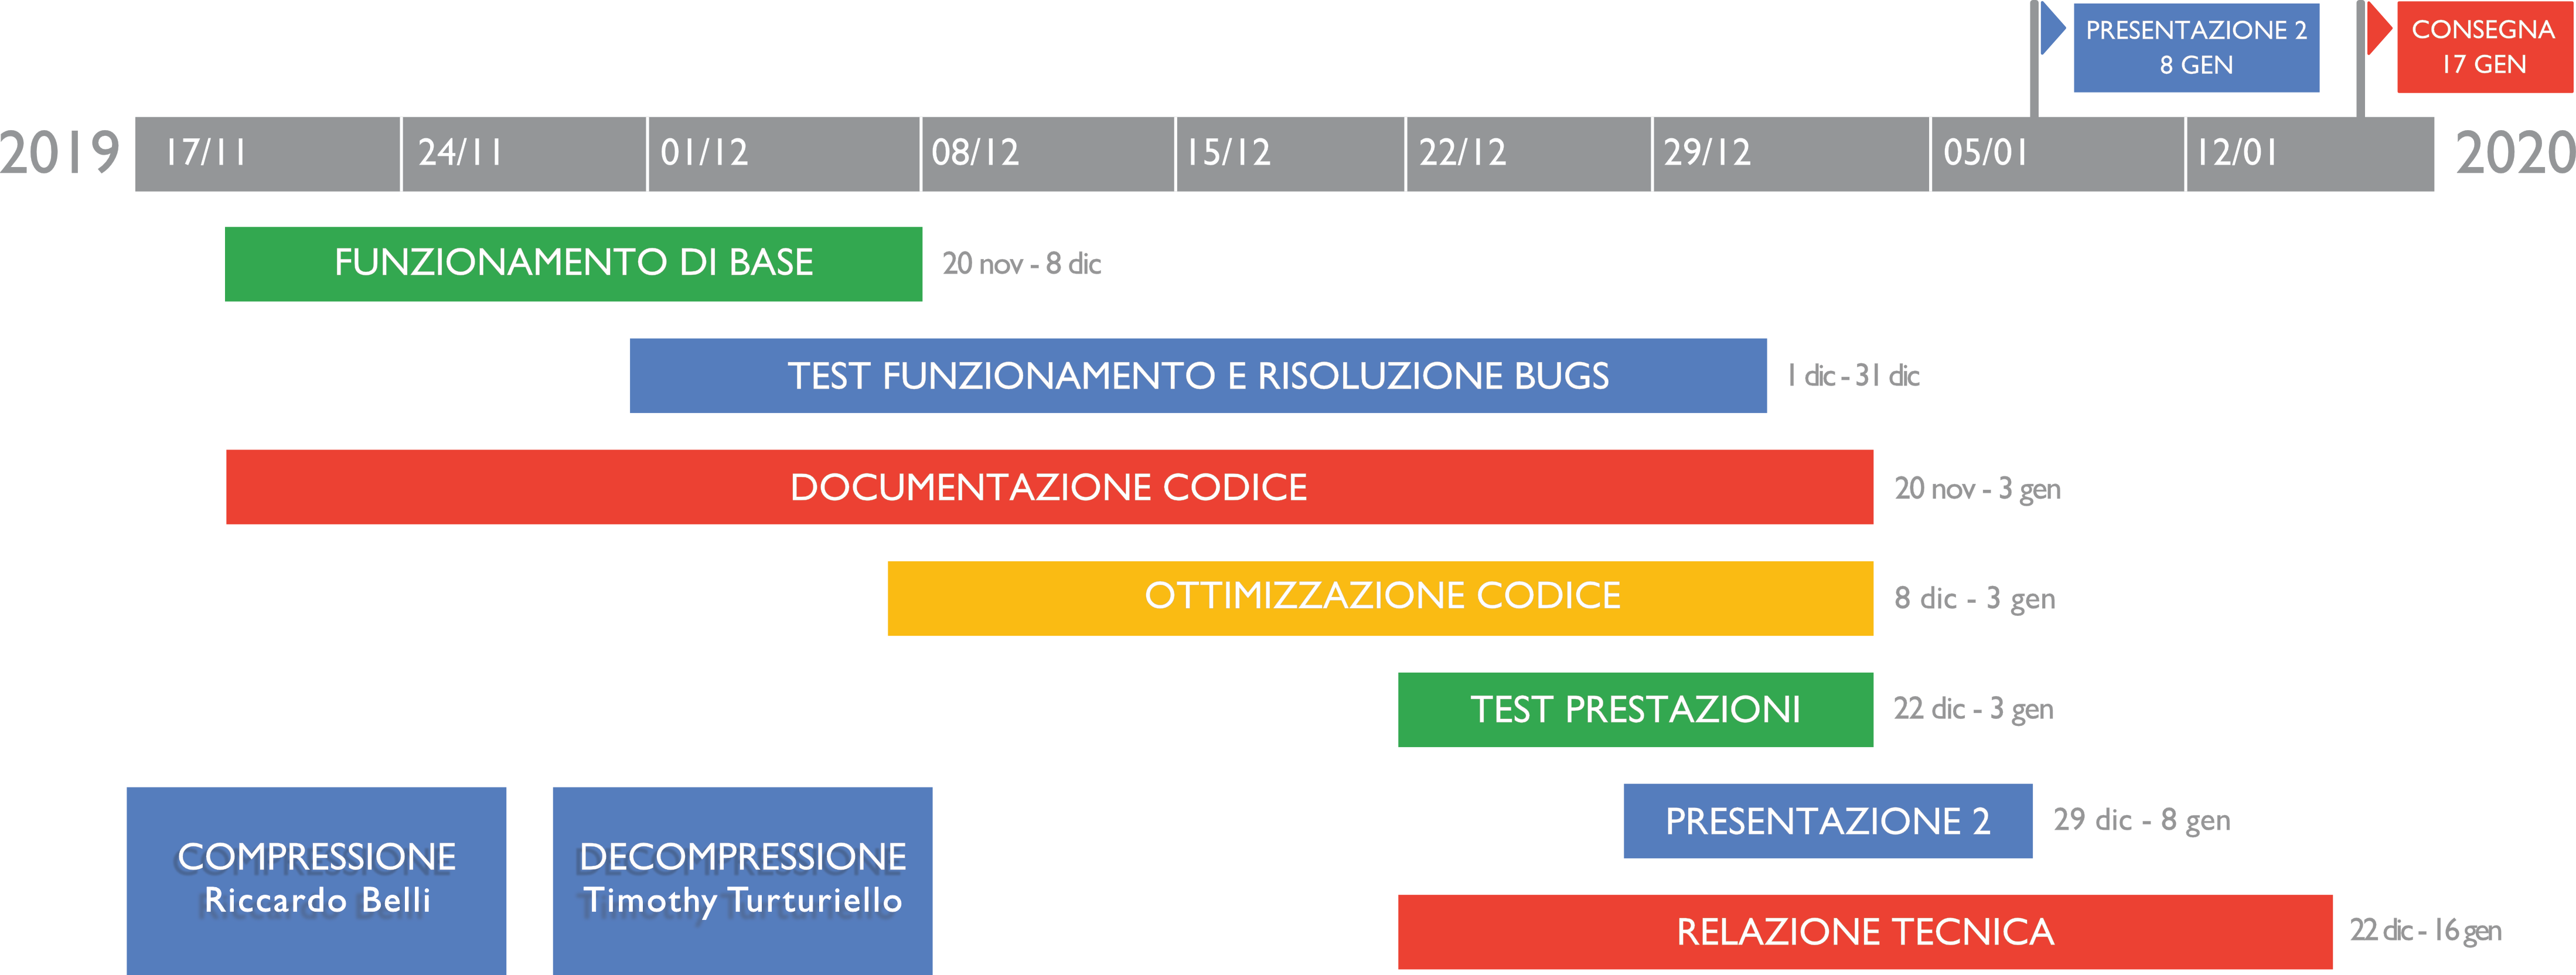 PRESENTAZIONE 2
8 GEN
CONSEGNA
17 GEN
2019 17/11 24/11 01/12 08/12 15/12 22/12 29/12 05/01 12/01 2020
FUNZIONAMENTO DI BASE 20 nov - 8 dic
TEST FUNZIONAMENTO E RISOLUZIONE BUGS 1 dic - 31 dic
DOCUMENTAZIONE CODICE 20 nov - 3 gen
OTTIMIZZAZIONE CODICE 8 dic - 3 gen
TEST PRESTAZIONI 22 dic - 3 gen
PRESENTAZIONE 2 29 dic - 8 gen
RELAZIONE TECNICA 22 dic - 16 gen
COMPRESSIONE
Riccardo Belli
DECOMPRESSIONE
Timothy Turturiello